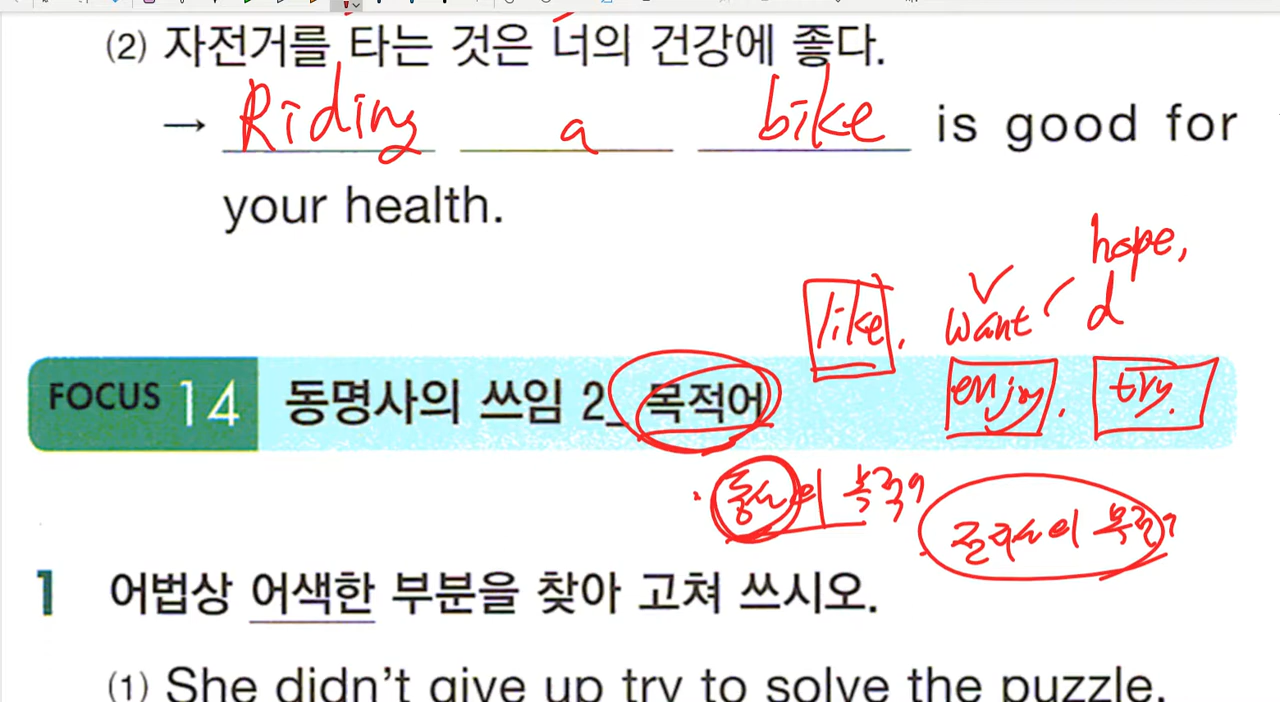 (2) 자전거를 타는 것은 너의 건강에 좋다.
→ Riding a bike is good for
your health.
hope,
like, want d
FOCUS 14 동명사의 쓰임 2_ 목적어 enjoy, try.
동사의 목적어 전치사의 목적어
1 어법상 어색한 부분을 찾아 고쳐 쓰시오.
(1) She didn't give up try to solve the puzzle.